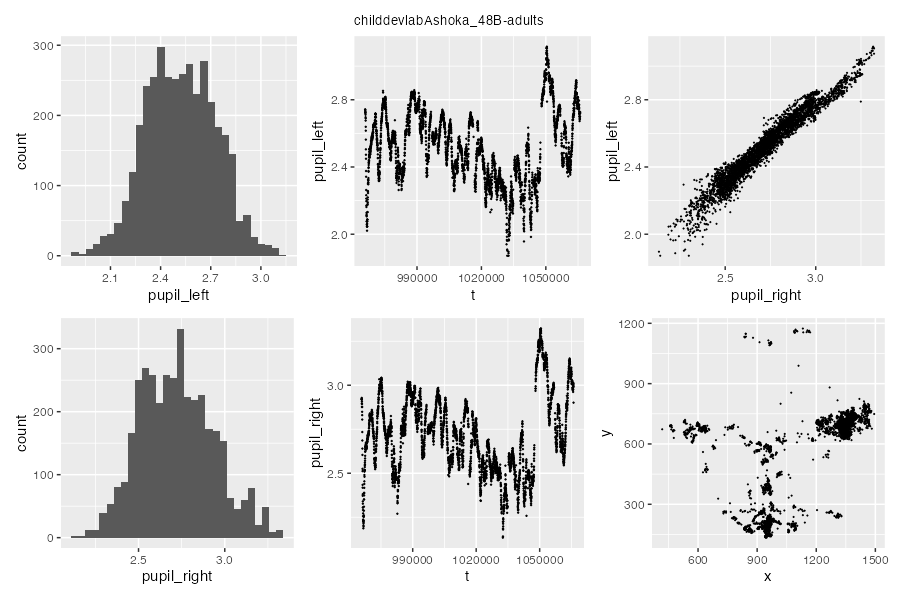 childdevlabAshoka_48B-adults
300
200
100
0
count
2.1
2.4
2.7
3.0
pupil_left
2.8
2.4
2.0
pupil_left
990000
1020000
1050000
t
2.8
2.4
2.0
pupil_left
2.5
3.0
pupil_right
300
200
100
0
count
2.5
3.0
pupil_right
3.0
2.5
pupil_right
990000
1020000
1050000
t
1200
900
600
300
y
600
900
1200
1500
x